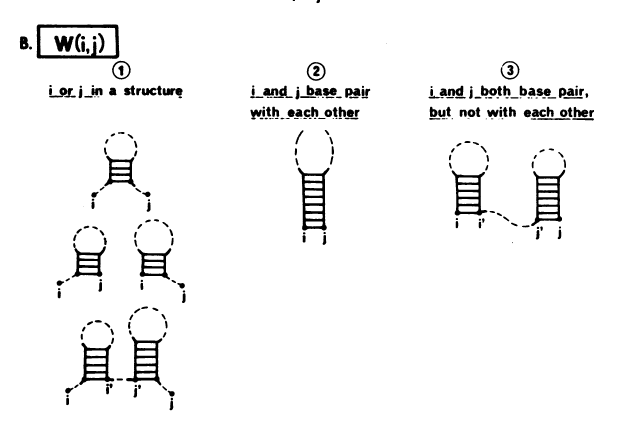 B. W(i,j)
1
i or j in a structure
2
i and j base pair
with each other
3
i and j both base pair,
but not with each other
i j
i j i j
i i' j' j
i j
i i' j' j